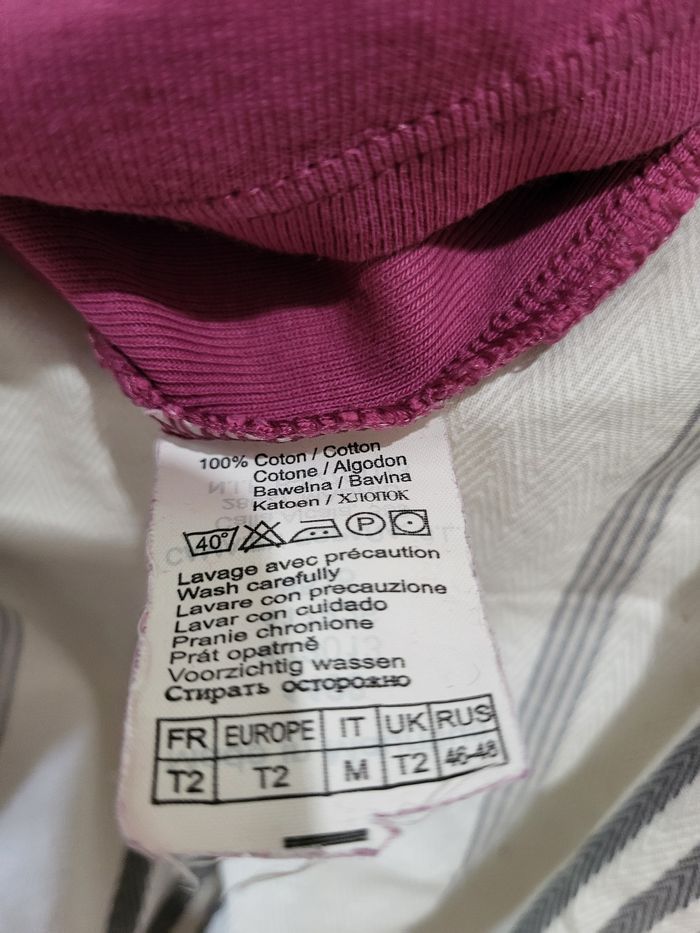 100% Coton / Cotton
Cotone / Algodon
Bawelna / Bavlna
Katoen / Хлопок
40° P
Lavage avec précaution
Wash carefully
Lavare con precauzione
Lavar con cuidado
Pranie chronione
Prát opatrně
Voorzichtig wassen
Стирать осторожно
FR EUROPE IT UK RUS
T2 T2 M T2 46-48